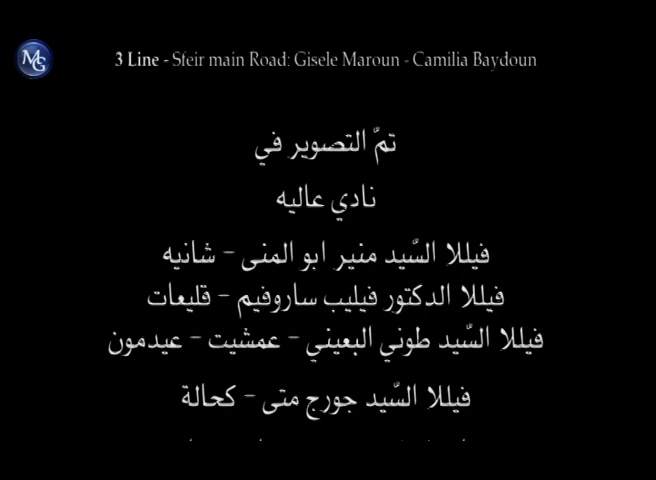 MG
3 Line - Sfeir main Road: Gisele Maroun - Camilia Baydoun
تمّ التصوير في
نادي عاليه
فيللا السّيد منير ابو المنى - شانيه
فيللا الدكتور فيليب ساروفيم - قليعات
فيللا السّيد طوني البعيني - عمشيت - عيدمون
فيللا السّيد جورج متى - كحالة